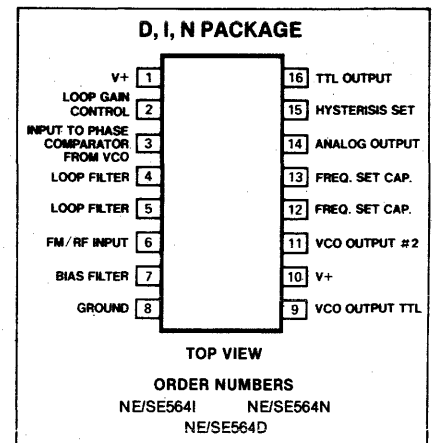 D, I, N PACKAGE
V+ 1
LOOP GAIN
CONTROL 2
INPUT TO PHASE
COMPARATOR 3
FROM VCO
LOOP FILTER 4
LOOP FILTER 5
FM/RF INPUT 6
BIAS FILTER 7
GROUND 8
16 TTL OUTPUT
15 HYSTERISIS SET
14 ANALOG OUTPUT
13 FREQ. SET CAP.
12 FREQ. SET CAP.
11 VCO OUTPUT #2
10 V+
9 VCO OUTPUT TTL
TOP VIEW
ORDER NUMBERS
NE/SE564I NE/SE564N
NE/SE564D